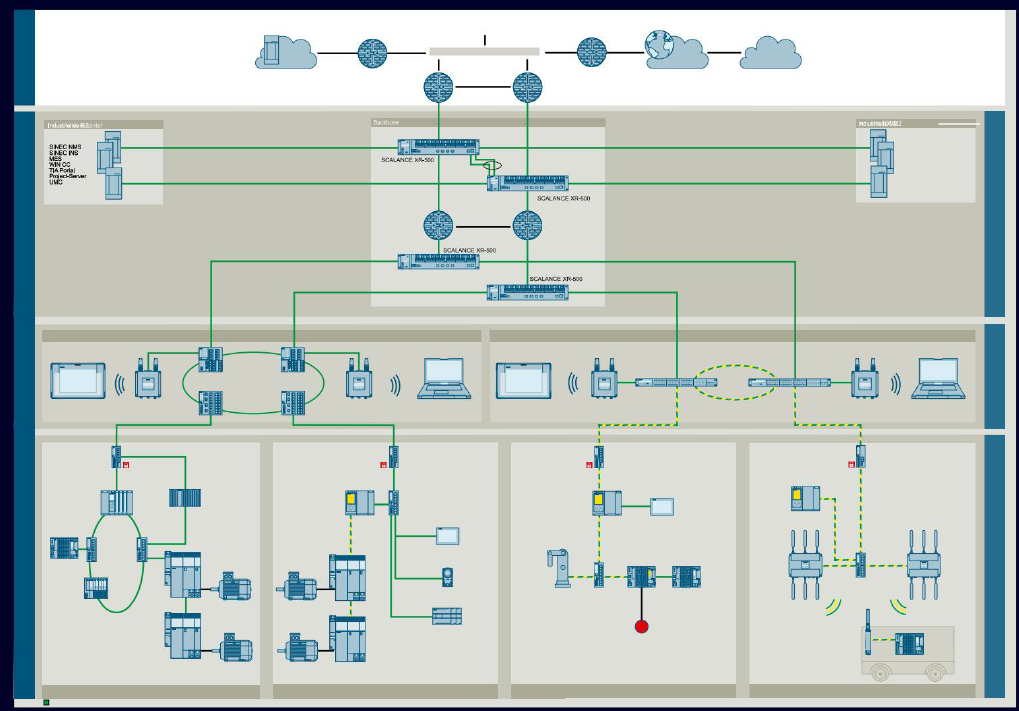 Backbone
SINEC NMS
SINEC INS
MES
WIN CC
TIA Portal
Project-Server
UMC
SCALANCE XR-500
SCALANCE XR-500
SCALANCE XR-500
SCALANCE XR-500